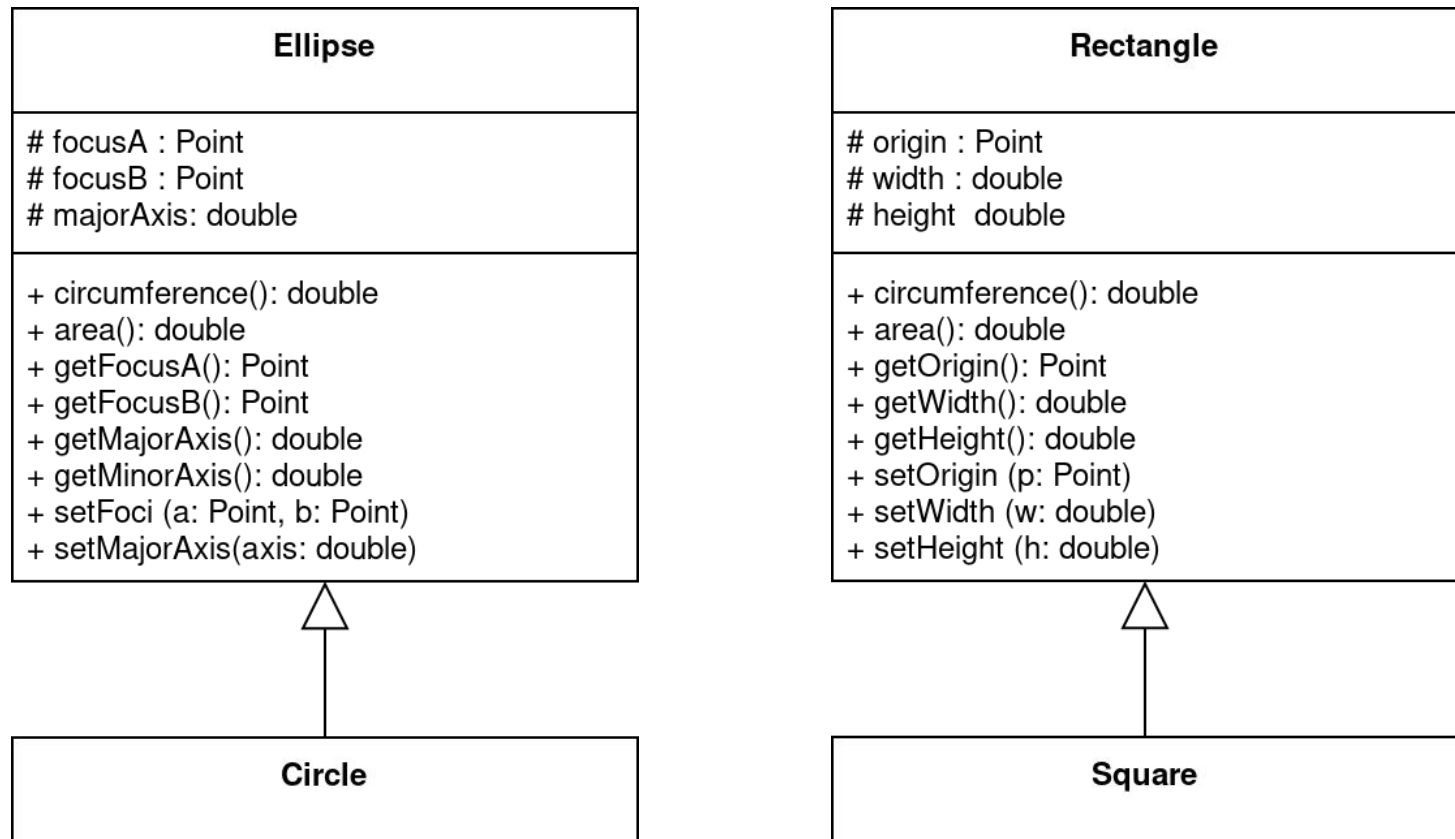 Ellipse
# focusA : Point
# focusB : Point
# majorAxis: double
+ circumference(): double
+ area(): double
+ getFocusA(): Point
+ getFocusB(): Point
+ getMajorAxis(): double
+ getMinorAxis(): double
+ setFoci (a: Point, b: Point)
+ setMajorAxis(axis: double)
Circle
Rectangle
# origin : Point
# width : double
# height  double
+ circumference(): double
+ area(): double
+ getOrigin(): Point
+ getWidth(): double
+ getHeight(): double
+ setOrigin (p: Point)
+ setWidth (w: double)
+ setHeight (h: double)
Square